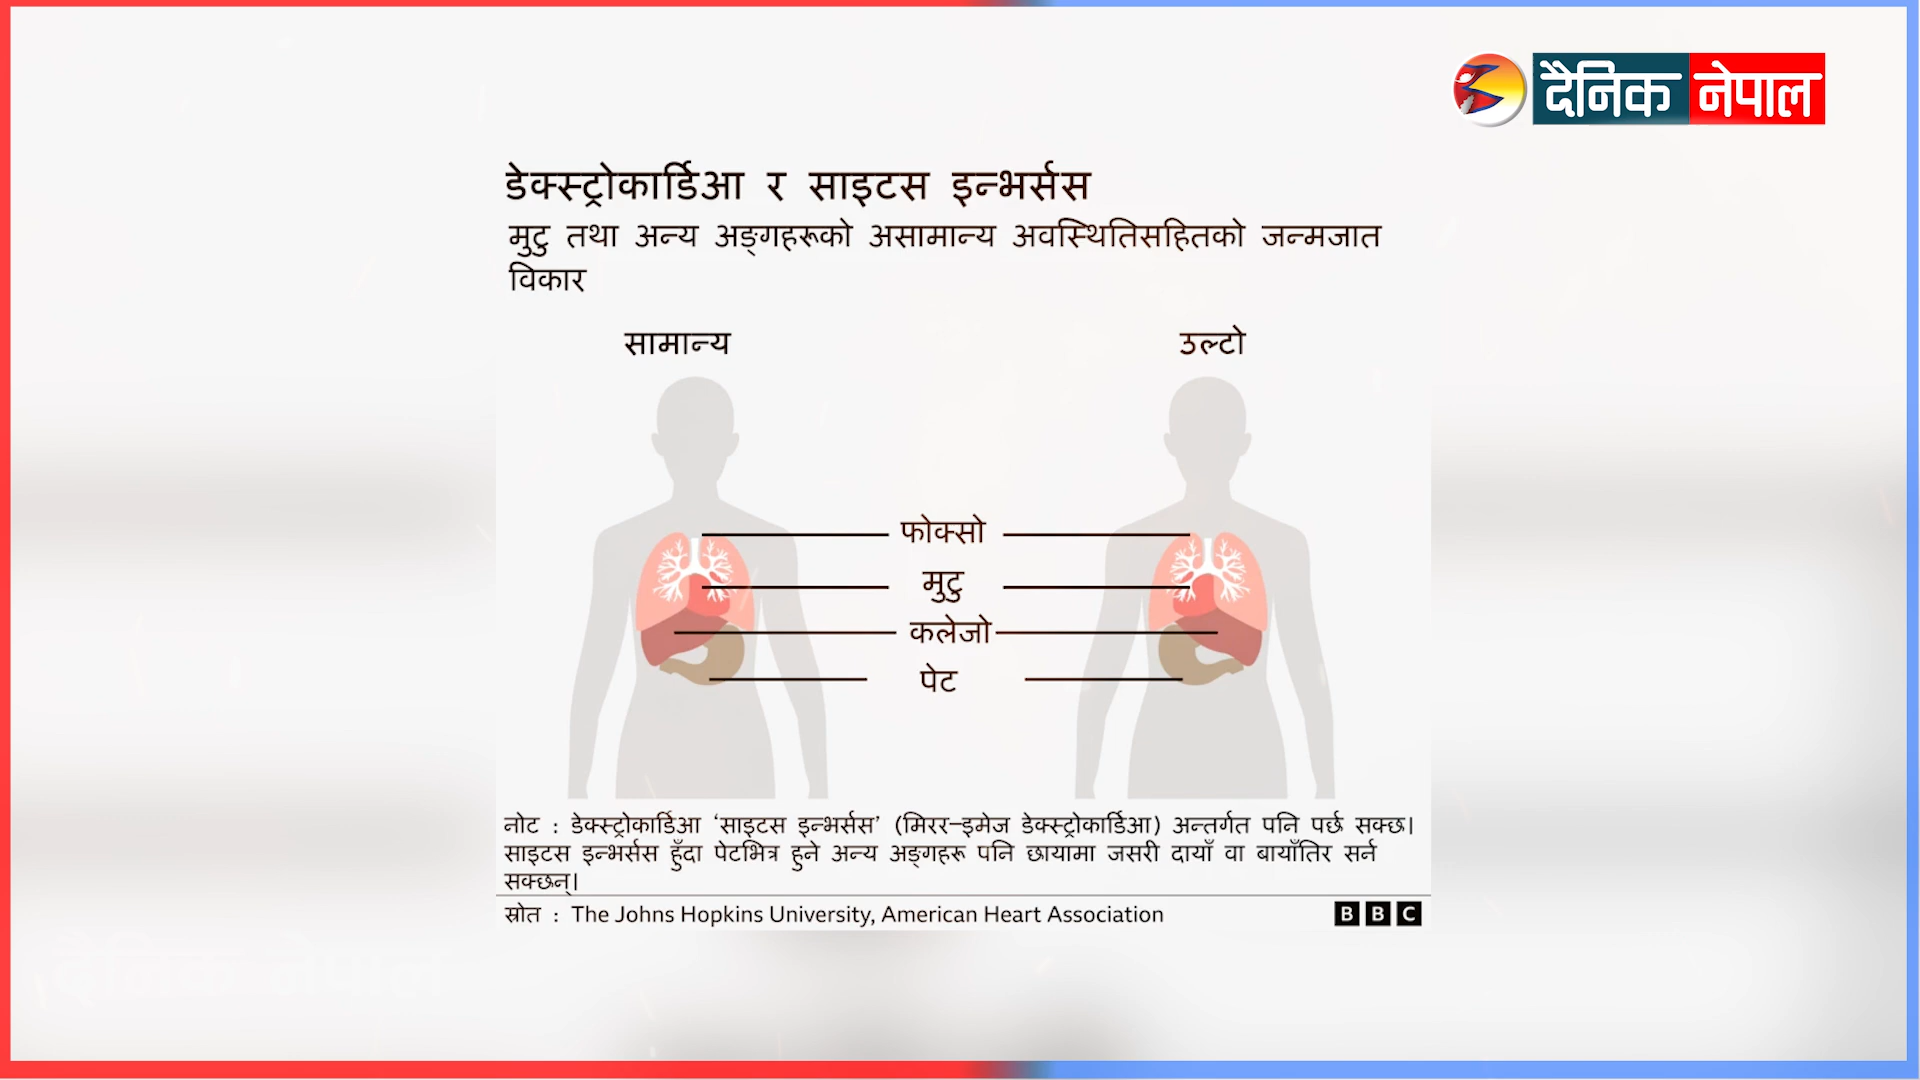 दैनिक नेपाल
डेक्स्ट्रोकार्डिआ र साइटस इन्भर्सस
मुटु तथा अन्य अङ्गहरूको असामान्य अवस्थितिसहितको जन्मजात
विकार
सामान्य
उल्टो
फोक्सो
मुटु
कलेजो
पेट
नोट : डेक्स्ट्रोकार्डिआ ‘साइटस इन्भर्सस’ (मिरर–इमेज डेक्स्ट्रोकार्डिआ) अन्तर्गत पनि पर्छ सक्छ।
साइटस इन्भर्सस हुँदा पेटभित्र हुने अन्य अङ्गहरू पनि छायामा जसरी दायाँ वा बायाँतिर सर्न
सक्छन्।
स्रोत : The Johns Hopkins University, American Heart Association
BBC
दैनिक नेपाल